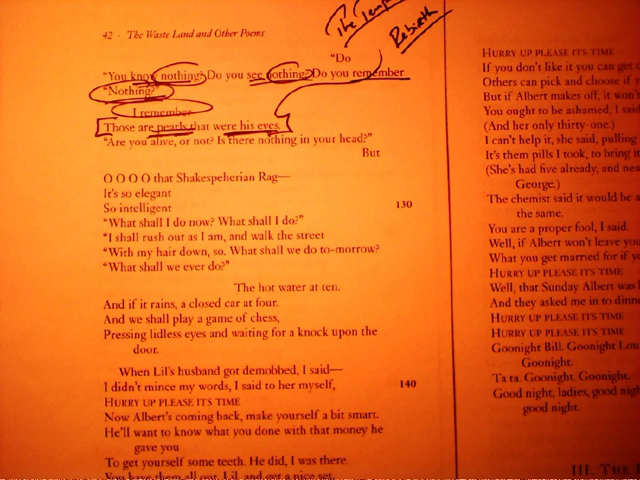 The Temp
Rebirth
42 · The Waste Land and Other Poems
"Do
"You know nothing? Do you see nothing? Do you remember
"Nothing?"
I remember
Those are pearls that were his eyes.
"Are you alive, or not? Is there nothing in your head?"
But
O O O O that Shakespeherian Rag—
It's so elegant
So intelligent 130
"What shall I do now? What shall I do?"
"I shall rush out as I am, and walk the street
"With my hair down, so. What shall we do to-morrow?
"What shall we ever do?"
The hot water at ten.
And if it rains, a closed car at four.
And we shall play a game of chess,
Pressing lidless eyes and waiting for a knock upon the
door.
When Lil's husband got demobbed, I said—
I didn't mince my words, I said to her myself, 140
HURRY UP PLEASE ITS TIME
Now Albert's coming back, make yourself a bit smart.
He'll want to know what you done with that money he
gave you
To get yourself some teeth. He did, I was there.
You have them all out, Lil, and get a nice set,
HURRY UP PLEASE ITS TIME
If you don't like it you can get
Others can pick and choose if
But if Albert makes off, it won't
You ought to be ashamed, I said
(And her only thirty-one.)
I can't help it, she said, pulling
It's them pills I took, to bring it
(She's had five already, and nea
George.)
The chemist said it would be a
the same.
You are a proper fool, I said.
Well, if Albert won't leave you
What you get married for if y
HURRY UP PLEASE ITS TIME
Well, that Sunday Albert was
And they asked me in to dinn
HURRY UP PLEASE ITS TIME
HURRY UP PLEASE ITS TIME
Goonight Bill. Goonight Lou
Goonight.
Ta ta. Goonight. Goonight.
Good night, ladies, good nigh
good night.
III. THE